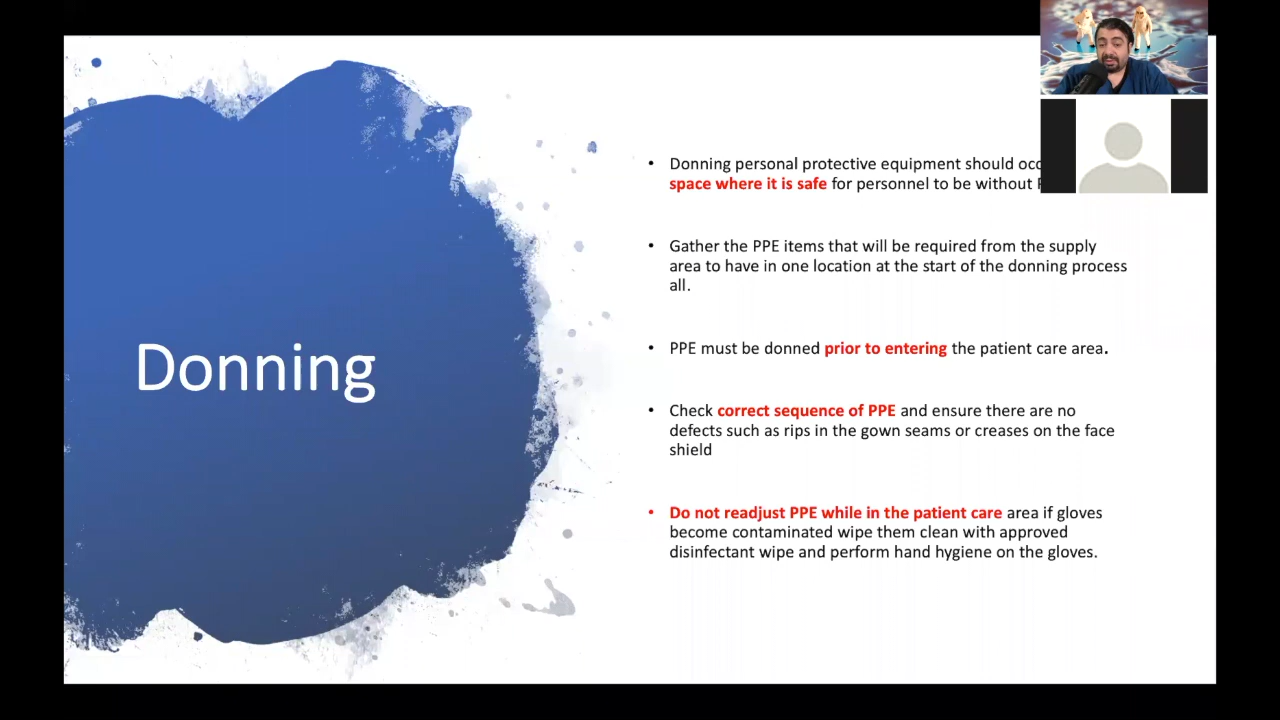 Donning
Donning personal protective equipment should
space where it is safe for personnel to be without
Gather the PPE items that will be required from the supply
area to have in one location at the start of the donning process
all.
PPE must be donned prior to entering the patient care area.
Check correct sequence of PPE and ensure there are no
defects such as rips in the gown seams or creases on the face
shield
Do not readjust PPE while in the patient care area if gloves
become contaminated wipe them clean with approved
disinfectant wipe and perform hand hygiene on the gloves.